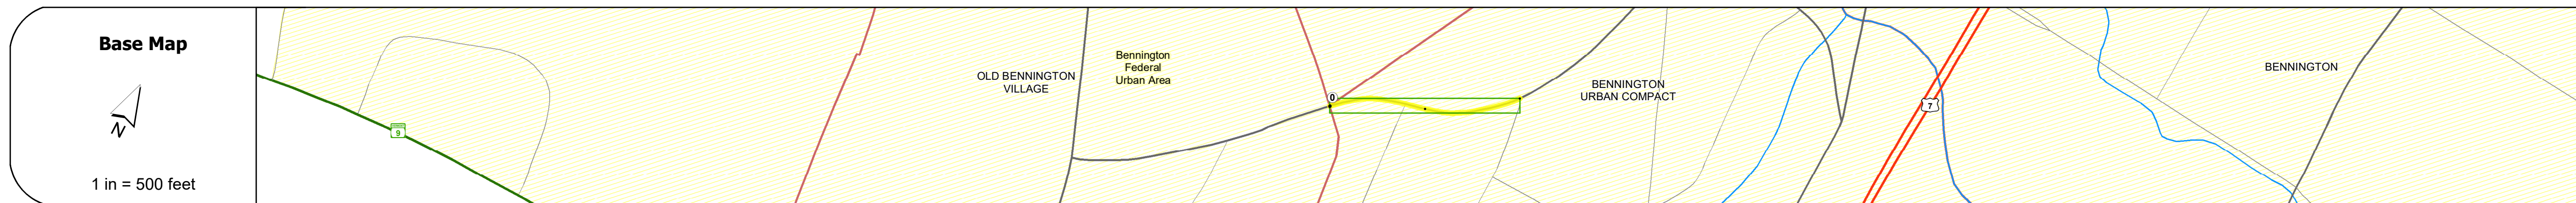 Base Map
N
1 in = 500 feet
9
OLD BENNINGTON
VILLAGE
Bennington
Federal
Urban Area
0
BENNINGTON
URBAN COMPACT
7
BENNINGTON